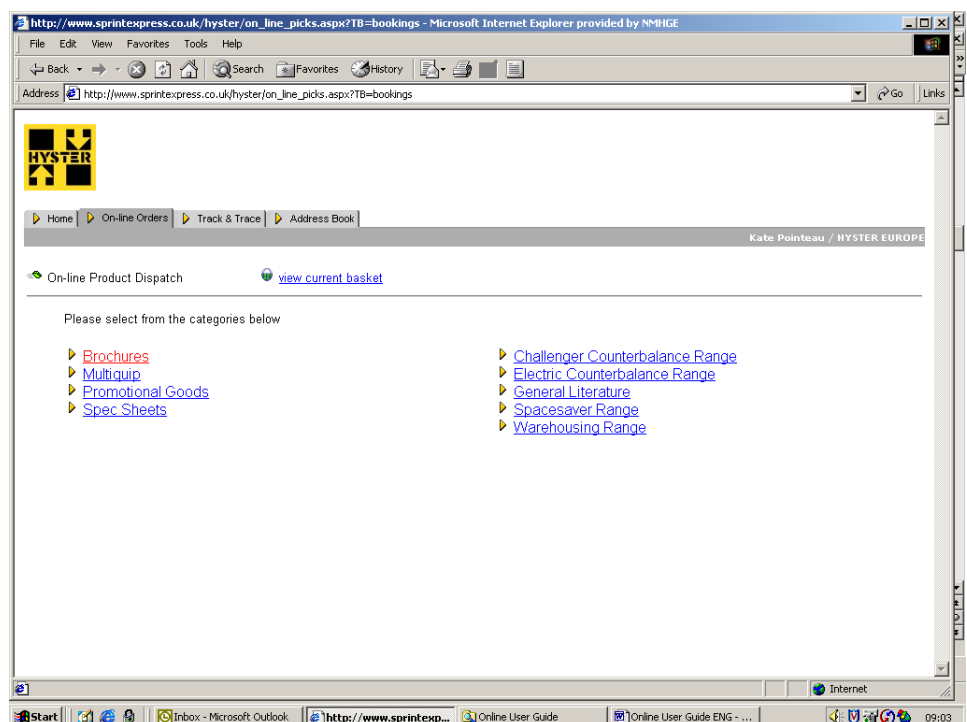 http://www.sprintexpress.co.uk/hyster/on_line_picks.aspx?TB=bookings - Microsoft Internet Explorer provided by NMHGE
File Edit View Favorites Tools Help
Back Search Favorites History
Address http://www.sprintexpress.co.uk/hyster/on_line_picks.aspx?TB=bookings Go Links
HYSTER
Home On-line Orders Track & Trace Address Book
Kate Pointeau / HYSTER EUROPE
On-line Product Dispatch view current basket
Please select from the categories below
Brochures
Multiquip
Promotional Goods
Spec Sheets
Challenger Counterbalance Range
Electric Counterbalance Range
General Literature
Spacesaver Range
Warehousing Range
Internet
Start Inbox - Microsoft Outlook http://www.sprintexp... Online User Guide Online User Guide ENG - ... 09:03